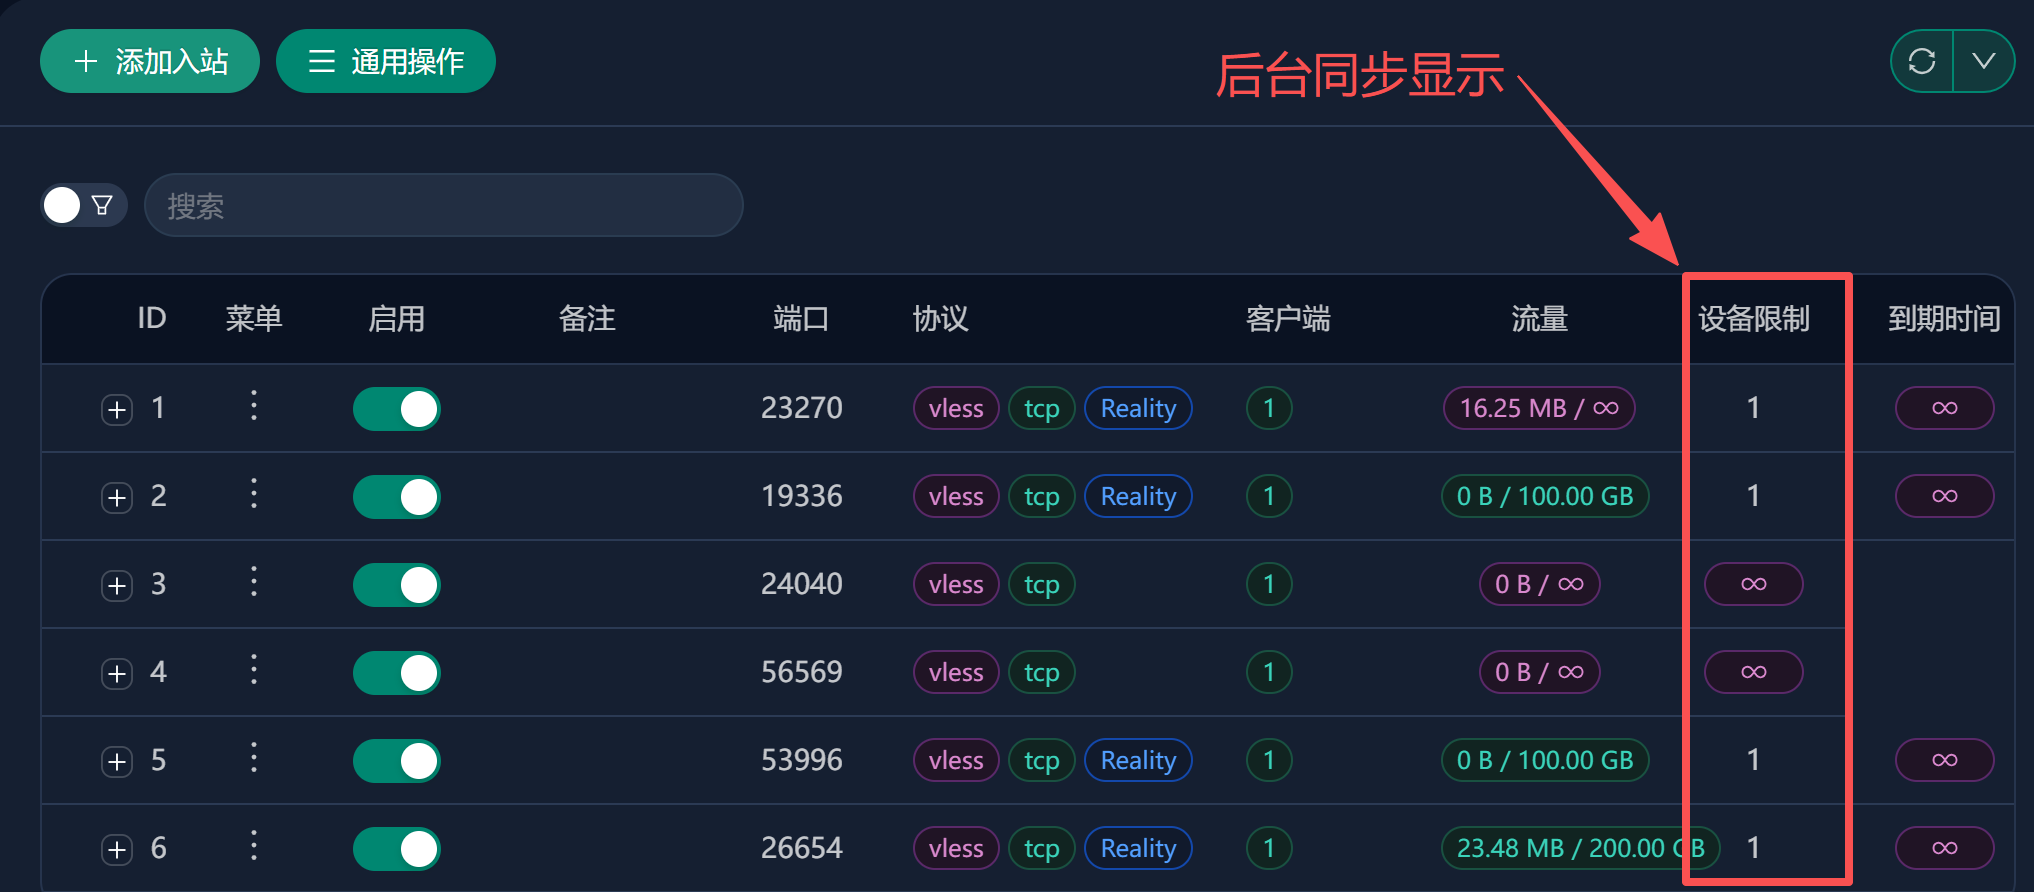 添加入站 通用操作 后台同步显示
搜索
ID 菜单 启用 备注 端口 协议 客户端 流量 设备限制 到期时间
1 23270 vless tcp Reality 1 16.25 MB / ∞ 1 ∞
2 19336 vless tcp Reality 1 0 B / 100.00 GB 1 ∞
3 24040 vless tcp 1 0 B / ∞ ∞
4 56569 vless tcp 1 0 B / ∞ ∞
5 53996 vless tcp Reality 1 0 B / 100.00 GB 1 ∞
6 26654 vless tcp Reality 1 23.48 MB / 200.00 GB 1 ∞